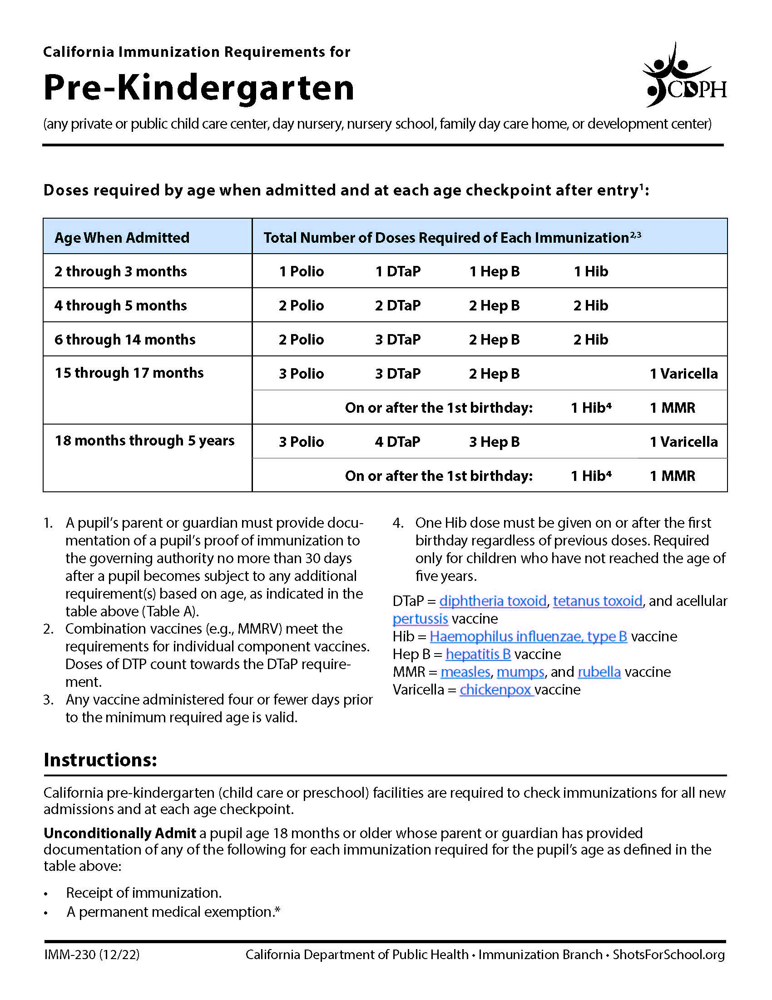 California Immunization Requirements for
Pre-Kindergarten
CDPH
(any private or public child care center, day nursery, nursery school, family day care home, or development center)
Doses required by age when admitted and at each age checkpoint after entry¹:
Age When Admitted Total Number of Doses Required of Each Immunization²,³
2 through 3 months 1 Polio 1 DTaP 1 Hep B 1 Hib
4 through 5 months 2 Polio 2 DTaP 2 Hep B 2 Hib
6 through 14 months 2 Polio 3 DTaP 2 Hep B 2 Hib
15 through 17 months 3 Polio 3 DTaP 2 Hep B 1 Varicella
On or after the 1st birthday: 1 Hib⁴ 1 MMR
18 months through 5 years 3 Polio 4 DTaP 3 Hep B 1 Varicella
On or after the 1st birthday: 1 Hib⁴ 1 MMR
1. A pupil’s parent or guardian must provide docu-
mentation of a pupil’s proof of immunization to
the governing authority no more than 30 days
after a pupil becomes subject to any additional
requirement(s) based on age, as indicated in the
table above (Table A).
2. Combination vaccines (e.g., MMRV) meet the
requirements for individual component vaccines.
Doses of DTP count towards the DTaP require-
ment.
3. Any vaccine administered four or fewer days prior
to the minimum required age is valid.
4. One Hib dose must be given on or after the first
birthday regardless of previous doses. Required
only for children who have not reached the age of
five years.
DTaP = diphtheria toxoid, tetanus toxoid, and acellular
pertussis vaccine
Hib = Haemophilus influenzae, type B vaccine
Hep B = hepatitis B vaccine
MMR = measles, mumps, and rubella vaccine
Varicella = chickenpox vaccine
Instructions:
California pre-kindergarten (child care or preschool) facilities are required to check immunizations for all new
admissions and at each age checkpoint.
Unconditionally Admit a pupil age 18 months or older whose parent or guardian has provided
documentation of any of the following for each immunization required for the pupil’s age as defined in the
table above:
• Receipt of immunization.
• A permanent medical exemption.*
IMM-230 (12/22) California Department of Public Health • Immunization Branch • ShotsForSchool.org